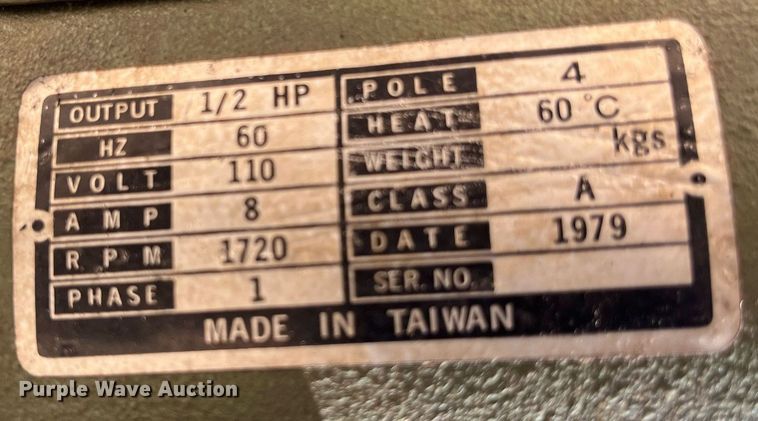 OUTPUT 1/2 HP
HZ 60
VOLT 110
AMP 8
RPM 1720
PHASE 1
POLE 4
HEAT 60 °C
WEIGHT kgs
CLASS A
DATE 1979
SER. NO.
MADE IN TAIWAN
Purple Wave Auction